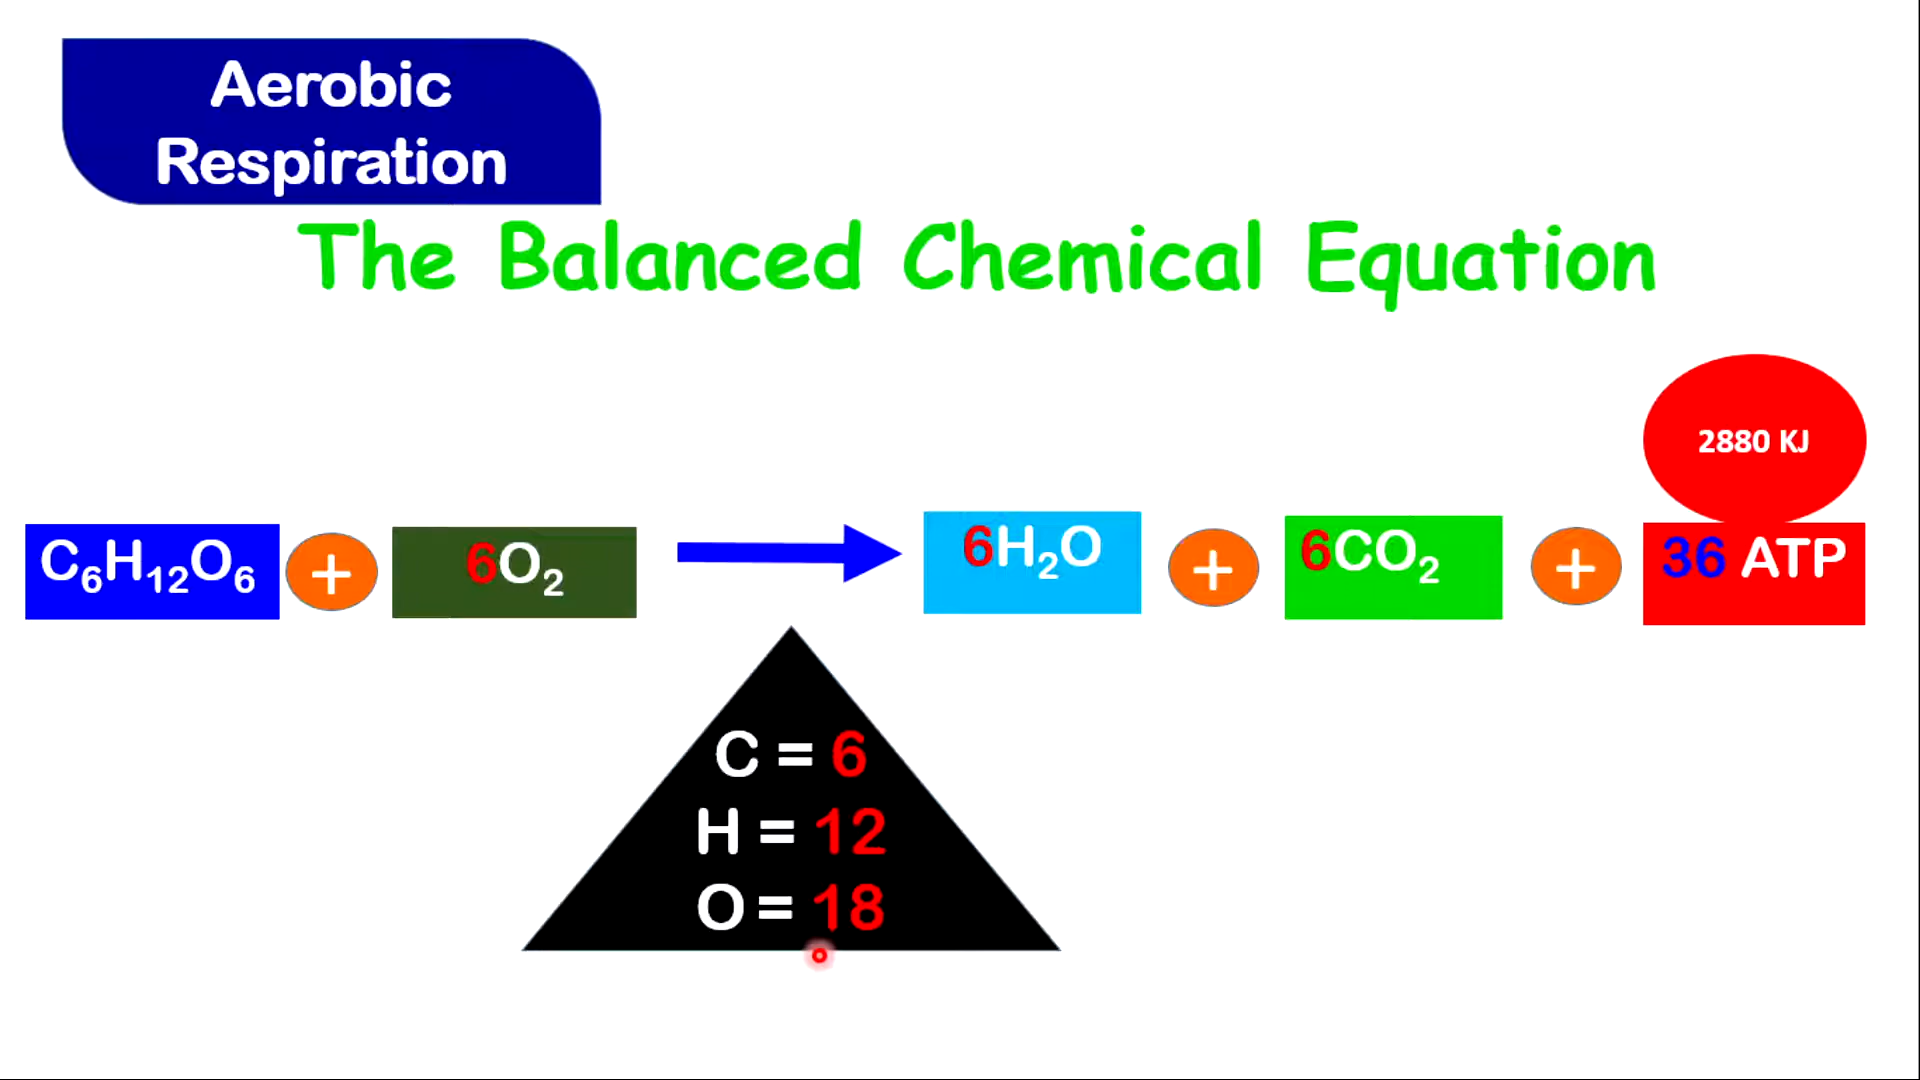 Aerobic
Respiration
The Balanced Chemical Equation
2880 KJ
C₆H₁₂O₆ + 6O₂ 6H₂O + 6CO₂ + 36 ATP
C = 6
H = 12
O = 18